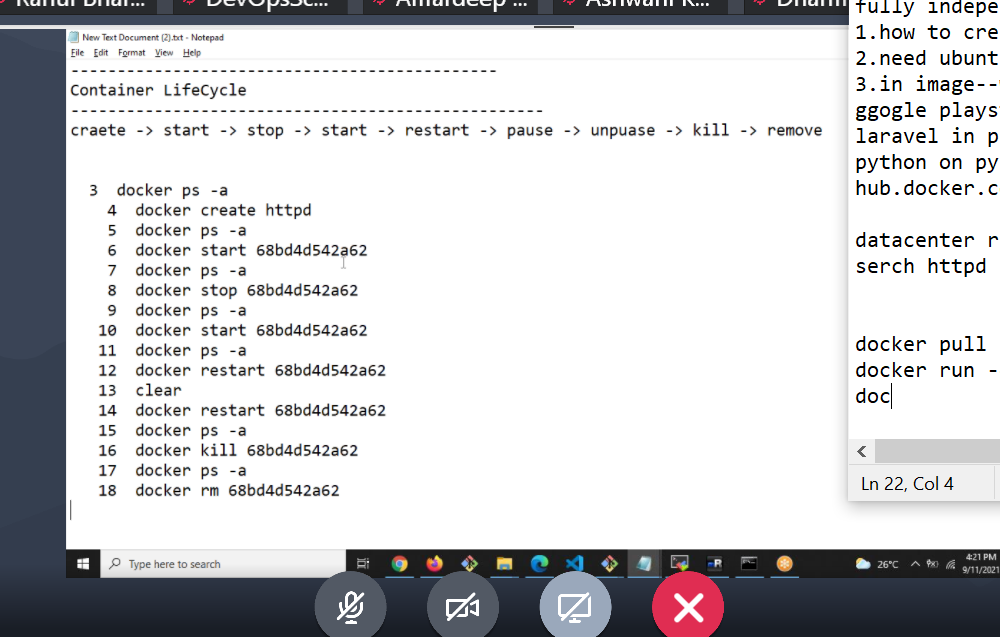 Rahul Bhar...
DevOpsSc...
Amardeep ...
Ashwani K...
Dharm
New Text Document (2).txt - Notepad
File Edit Format View Help
----------------------------------------------
Container LifeCycle
---------------------------------------------------
craete -> start -> stop -> start -> restart -> pause -> unpuase -> kill -> remove
3 docker ps -a
4 docker create httpd
5 docker ps -a
6 docker start 68bd4d542a62
7 docker ps -a
8 docker stop 68bd4d542a62
9 docker ps -a
10 docker start 68bd4d542a62
11 docker ps -a
12 docker restart 68bd4d542a62
13 clear
14 docker restart 68bd4d542a62
15 docker ps -a
16 docker kill 68bd4d542a62
17 docker ps -a
18 docker rm 68bd4d542a62
fully indepe
1.how to cre
2.need ubunt
3.in image--
ggogle plays
laravel in p
python on py
hub.docker.c
datacenter r
serch httpd
docker pull
docker run -
doc
Ln 22, Col 4
Type here to search
26°C
4:21 PM
9/11/2021